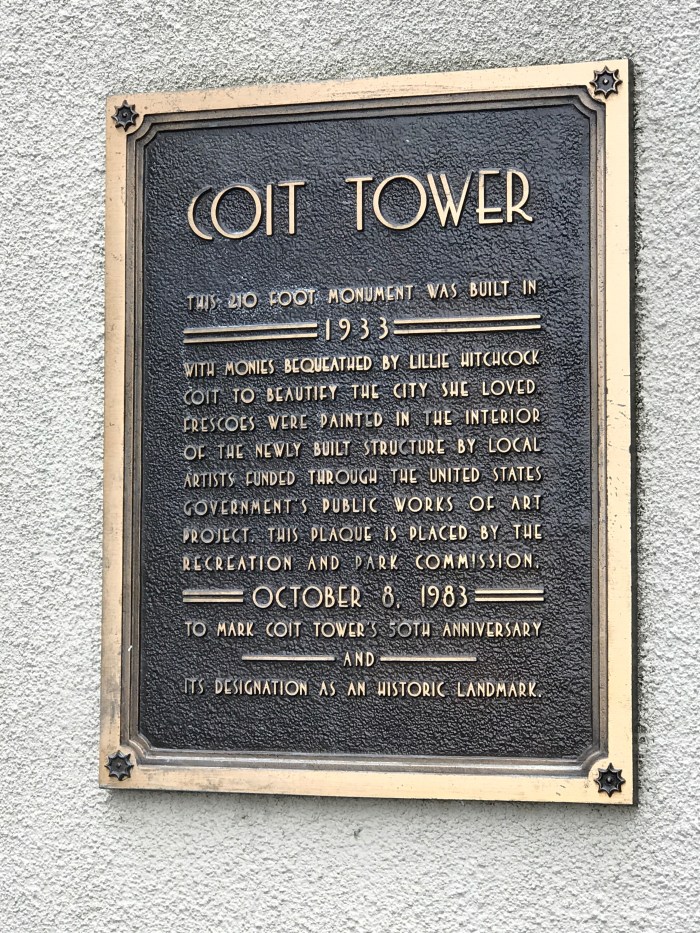 COIT TOWER
THIS 210 FOOT MONUMENT WAS BUILT IN
1933
WITH MONIES BEQUEATHED BY LILLIE HITCHCOCK
COIT TO BEAUTIFY THE CITY SHE LOVED.
FRESCOES WERE PAINTED IN THE INTERIOR
OF THE NEWLY BUILT STRUCTURE BY LOCAL
ARTISTS FUNDED THROUGH THE UNITED STATES
GOVERNMENT'S PUBLIC WORKS OF ART
PROJECT. THIS PLAQUE IS PLACED BY THE
RECREATION AND PARK COMMISSION,
OCTOBER 8, 1983
TO MARK COIT TOWER'S 50TH ANNIVERSARY
AND
ITS DESIGNATION AS AN HISTORIC LANDMARK.